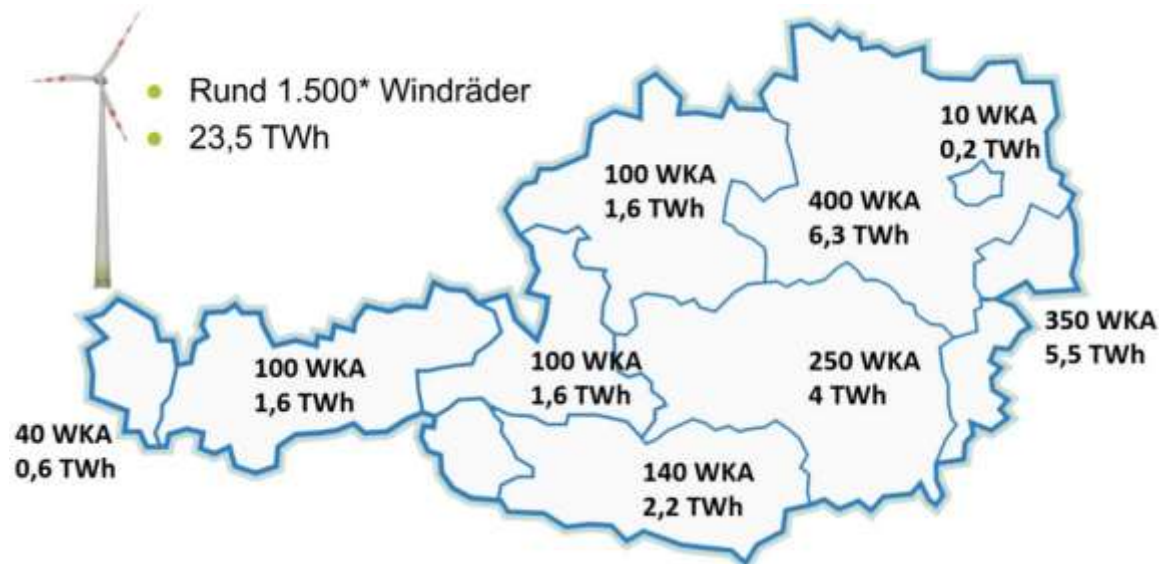 Rund 1.500* Windräder
23,5 TWh
10 WKA
0,2 TWh
100 WKA
1,6 TWh
400 WKA
6,3 TWh
350 WKA
5,5 TWh
100 WKA
1,6 TWh
100 WKA
1,6 TWh
250 WKA
4 TWh
40 WKA
0,6 TWh
140 WKA
2,2 TWh